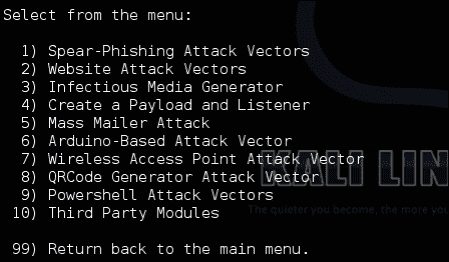 Select from the menu:
1) Spear-Phishing Attack Vectors
2) Website Attack Vectors
3) Infectious Media Generator
4) Create a Payload and Listener
5) Mass Mailer Attack
6) Arduino-Based Attack Vector
7) Wireless Access Point Attack Vector
8) QRCode Generator Attack Vector
9) Powershell Attack Vectors
10) Third Party Modules
99) Return back to the main menu.
KALI LIN
The quieter you become, the more you